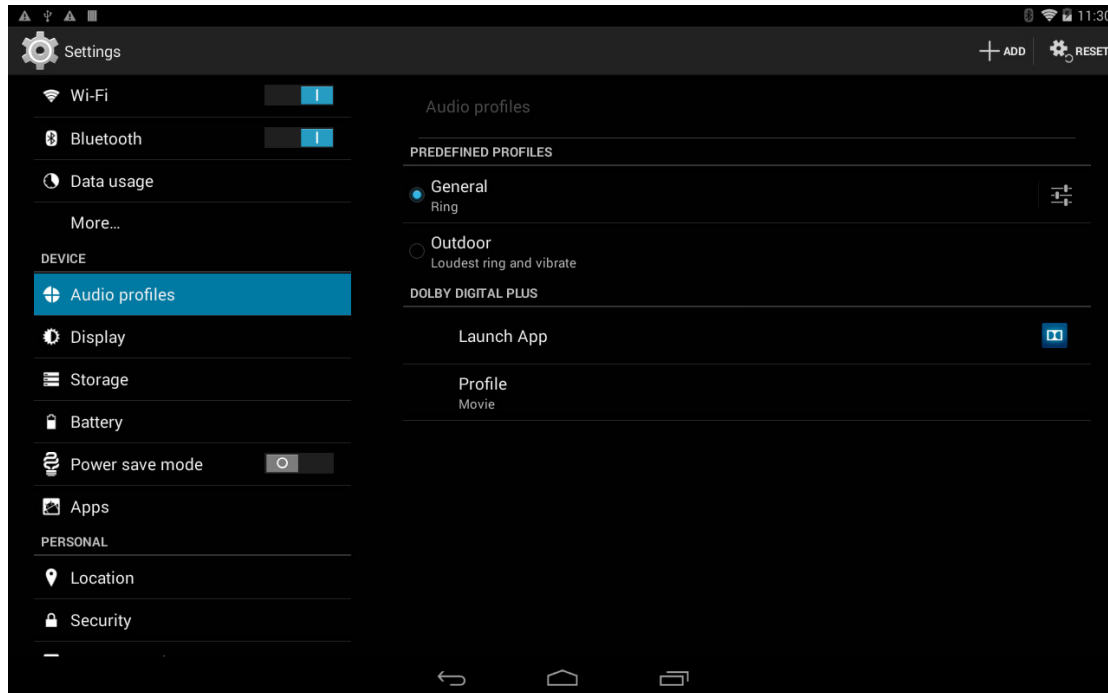 11:30
Settings
ADD
RESET
Wi-Fi
Bluetooth
Data usage
More...
DEVICE
Audio profiles
Display
Storage
Battery
Power save mode
Apps
PERSONAL
Location
Security
Audio profiles
PREDEFINED PROFILES
General
Ring
Outdoor
Loudest ring and vibrate
DOLBY DIGITAL PLUS
Launch App
Profile
Movie